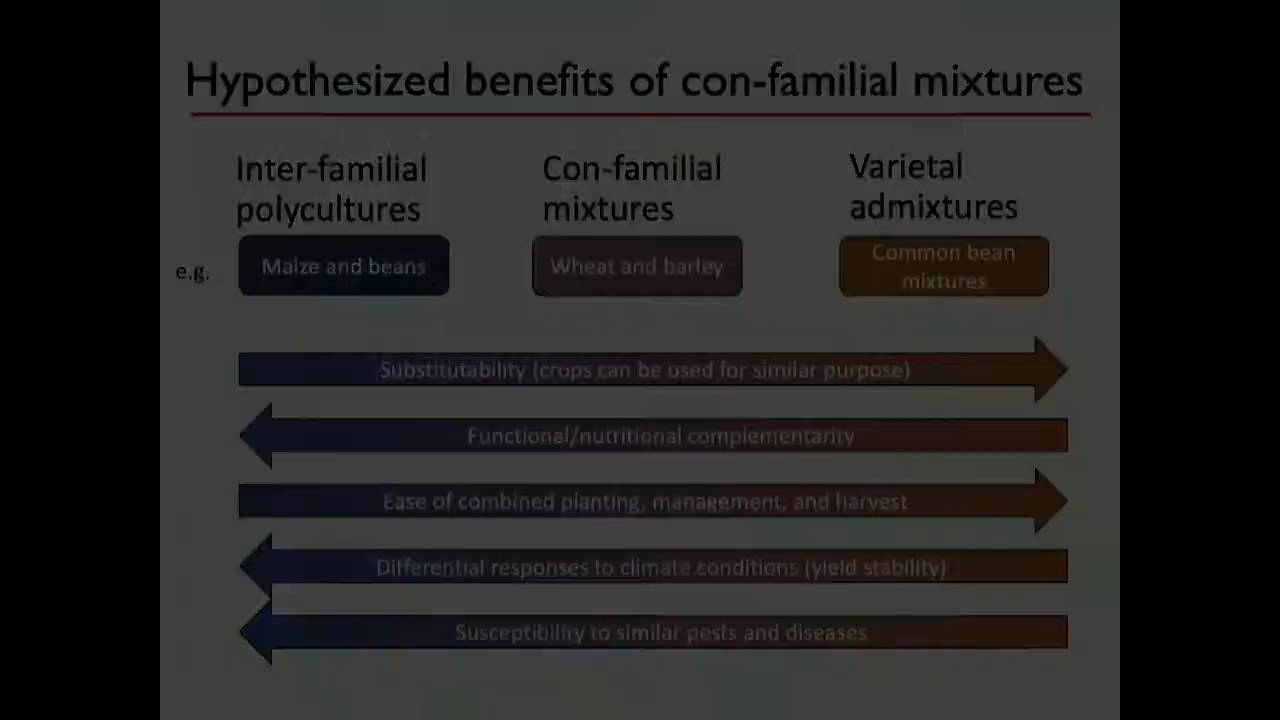 Hypothesized benefits of con-familial mixtures
Inter-familial
polycultures
Con-familial
mixtures
Varietal
admixtures
e.g.
Maize and beans
Wheat and barley
Common bean
mixtures
Substitutability (crops can be used for similar purpose)
Functional/nutritional complementarity
Ease of combined planting, management, and harvest
Differential responses to climate conditions (yield stability)
Susceptibility to similar pests and diseases